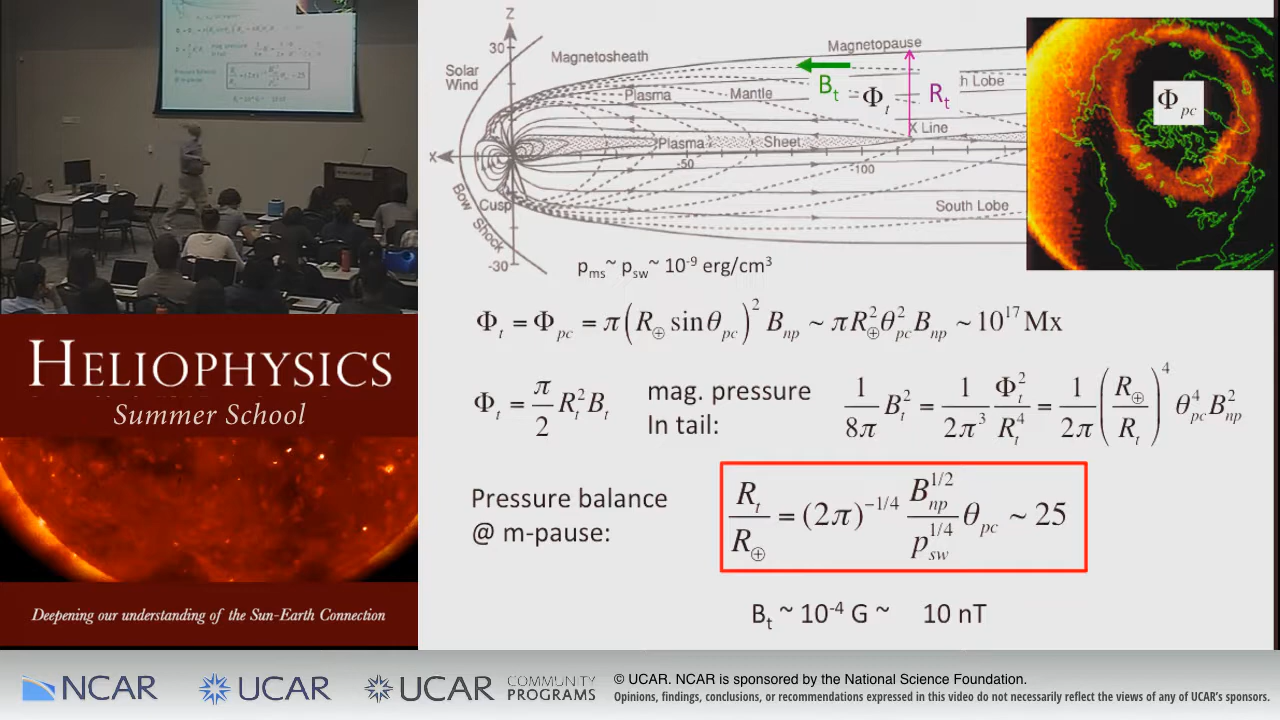 Z
30
Magnetosheath
Solar
Wind
Magnetopause
B_t
Φ_t
R_t
h Lobe
Plasma
Mantle
X Line
X
Plasma
Sheet
-50
-100
Cusp
Bow Shock
South Lobe
-30
Φ_pc
p_ms ~ p_sw ~ 10^-9 erg/cm^3
Φ_t = Φ_pc = π(R_⊕ sin θ_pc)^2 B_np ~ πR_⊕^2 θ_pc^2 B_np ~ 10^17 Mx
Φ_t = π/2 R_t^2 B_t
mag. pressure
In tail:
1/8π B_t^2 = 1/2π^3 Φ_t^2/R_t^4 = 1/2π (R_⊕/R_t)^4 θ_pc^4 B_np^2
Pressure balance
@ m-pause:
R_t/R_⊕ = (2π)^-1/4 B_np^1/2/p_sw^1/4 θ_pc ~ 25
B_t ~ 10^-4 G ~ 10 nT
HELIOPHYSICS
Summer School
Deepening our understanding of the Sun-Earth Connection
NCAR
UCAR
UCAR
COMMUNITY
PROGRAMS
© UCAR. NCAR is sponsored by the National Science Foundation.
Opinions, findings, conclusions, or recommendations expressed in this video do not necessarily reflect the views of any of UCAR's sponsors.